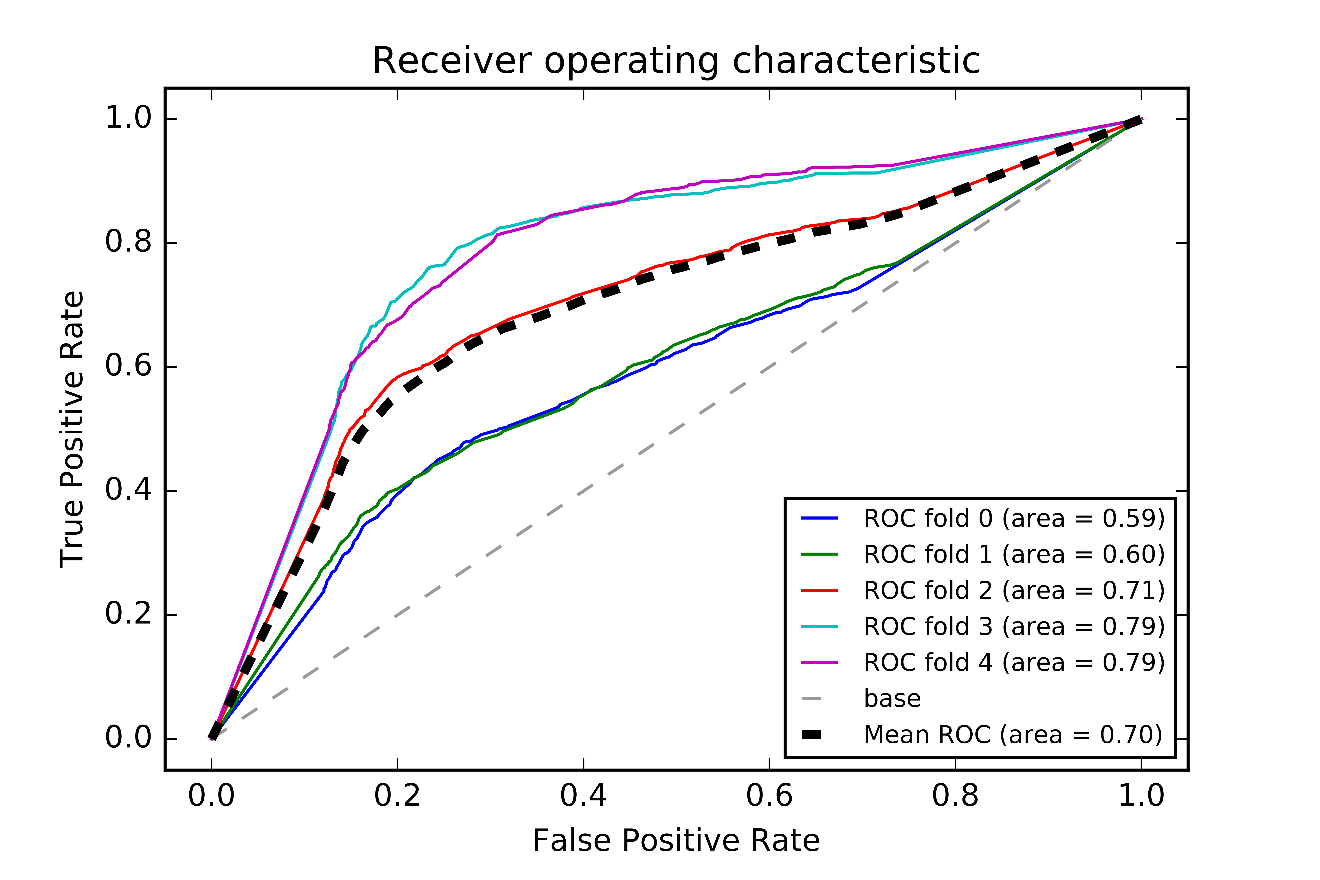 Receiver operating characteristic
1.0
0.8
0.6
0.4
0.2
0.0
True Positive Rate
ROC fold 0 (area = 0.59)
ROC fold 1 (area = 0.60)
ROC fold 2 (area = 0.71)
ROC fold 3 (area = 0.79)
ROC fold 4 (area = 0.79)
base
Mean ROC (area = 0.70)
0.0 0.2 0.4 0.6 0.8 1.0
False Positive Rate